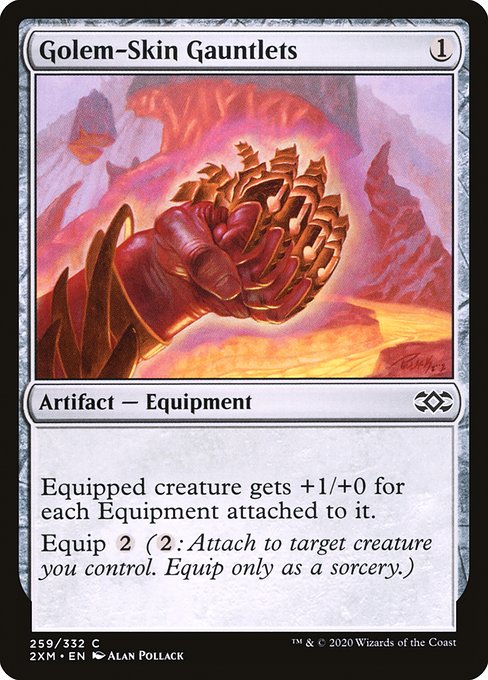 Golem-Skin Gauntlets 1
Artifact — Equipment
Equipped creature gets +1/+0 for
each Equipment attached to it.
Equip 2 (2: Attach to target creature
you control. Equip only as a sorcery.)
259/332 C
™ & © 2020 Wizards of the Coast
2XM • EN Alan Pollack